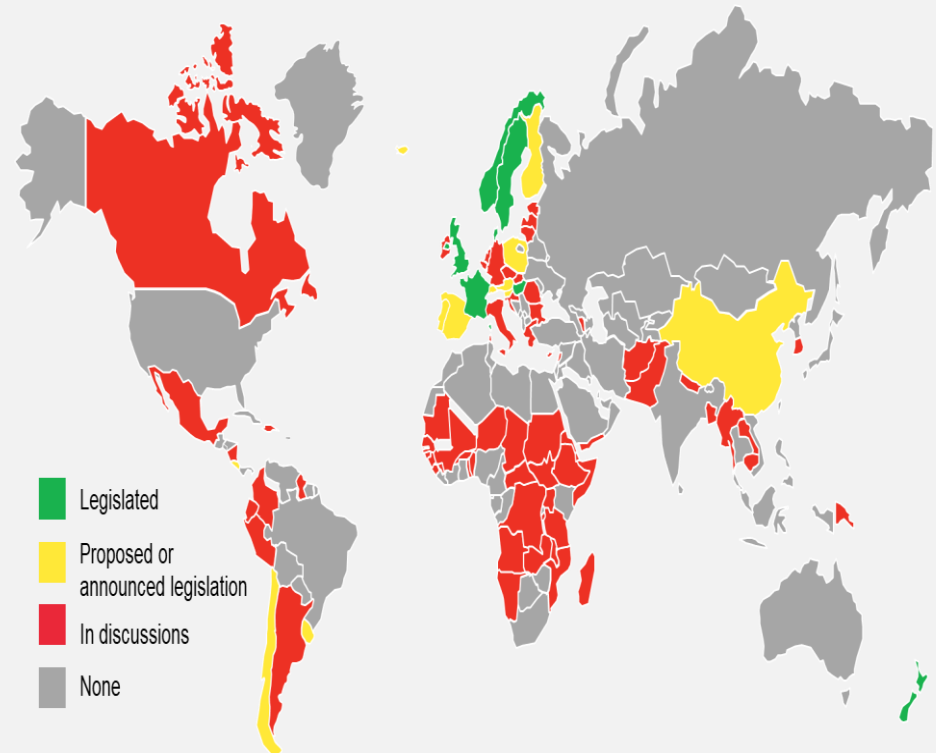 Legislated
Proposed or
announced legislation
In discussions
None